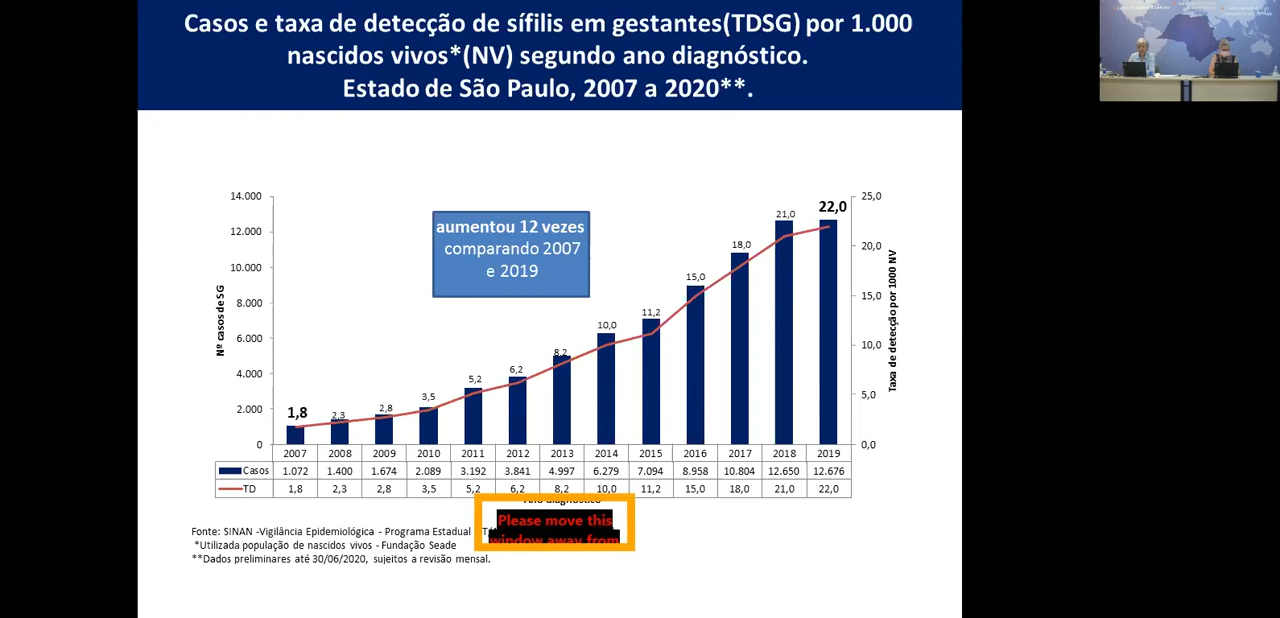 Casos e taxa de detecção de sífilis em gestantes(TDSG) por 1.000
nascidos vivos*(NV) segundo ano diagnóstico.
Estado de São Paulo, 2007 a 2020**.
aumentou 12 vezes
comparando 2007
e 2019
Nº casos de SG
14.000
12.000
10.000
8.000
6.000
4.000
2.000
0
1,8
2,3
2,8
3,5
5,2
6,2
8,2
10,0
11,2
15,0
18,0
21,0
22,0
25,0
20,0
15,0
10,0
5,0
0,0
Taxa de detecção por 1000 NV
2007 2008 2009 2010 2011 2012 2013 2014 2015 2016 2017 2018 2019
Casos 1.072 1.400 1.674 2.089 3.192 3.841 4.997 6.279 7.094 8.958 10.804 12.650 12.676
TD 1,8 2,3 2,8 3,5 5,2 6,2 8,2 10,0 11,2 15,0 18,0 21,0 22,0
Ano diagnóstico
Please move this
window away from
Fonte: SINAN -Vigilância Epidemiológica - Programa Estadual
*Utilizada população de nascidos vivos - Fundação Seade
**Dados preliminares até 30/06/2020, sujeitos a revisão mensal.